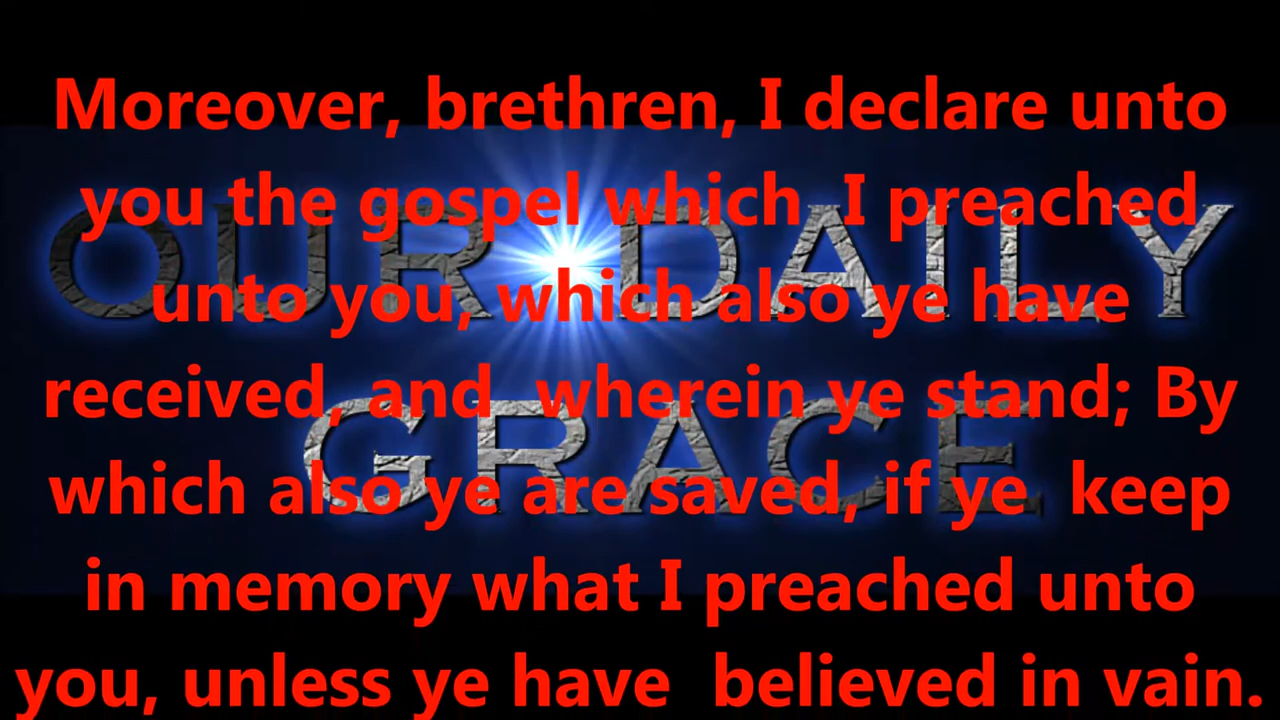 Moreover, brethren, I declare unto
you the gospel which I preached
OUR DAILY
unto you, which also ye have
received, and wherein ye stand; By
GRACE
which also ye are saved, if ye keep
in memory what I preached unto
you, unless ye have believed in vain.